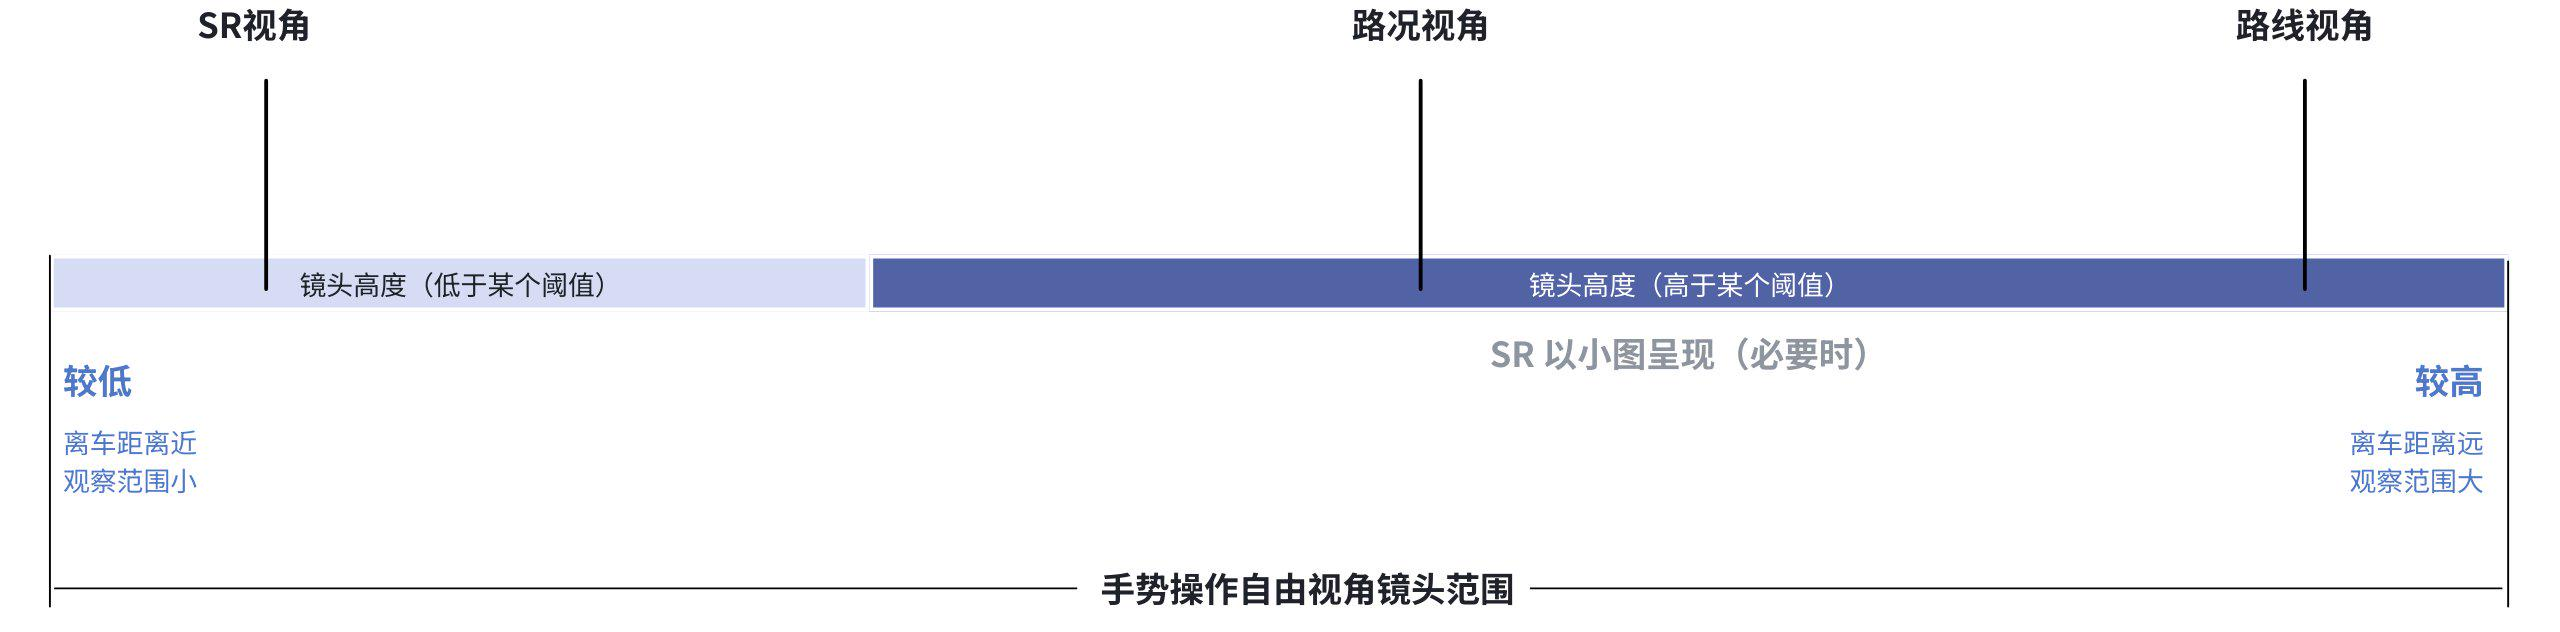 SR视角
路况视角
路线视角
镜头高度（低于某个阈值）
镜头高度（高于某个阈值）
SR 以小图呈现（必要时）
较低
较高
离车距离近
离车距离远
观察范围小
观察范围大
手势操作自由视角镜头范围